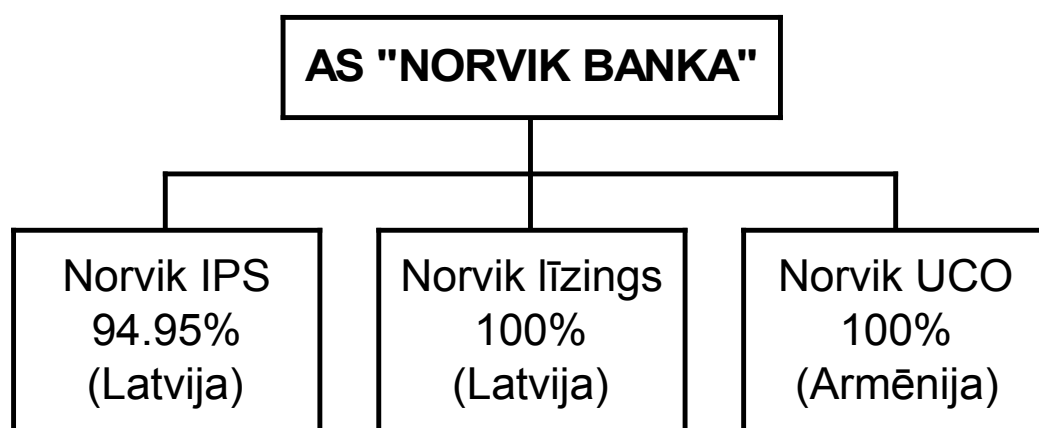 AS "NORVIK BANKA"
Norvik IPS
94.95%
(Latvija)
Norvik līzings
100%
(Latvija)
Norvik UCO
100%
(Armēnija)